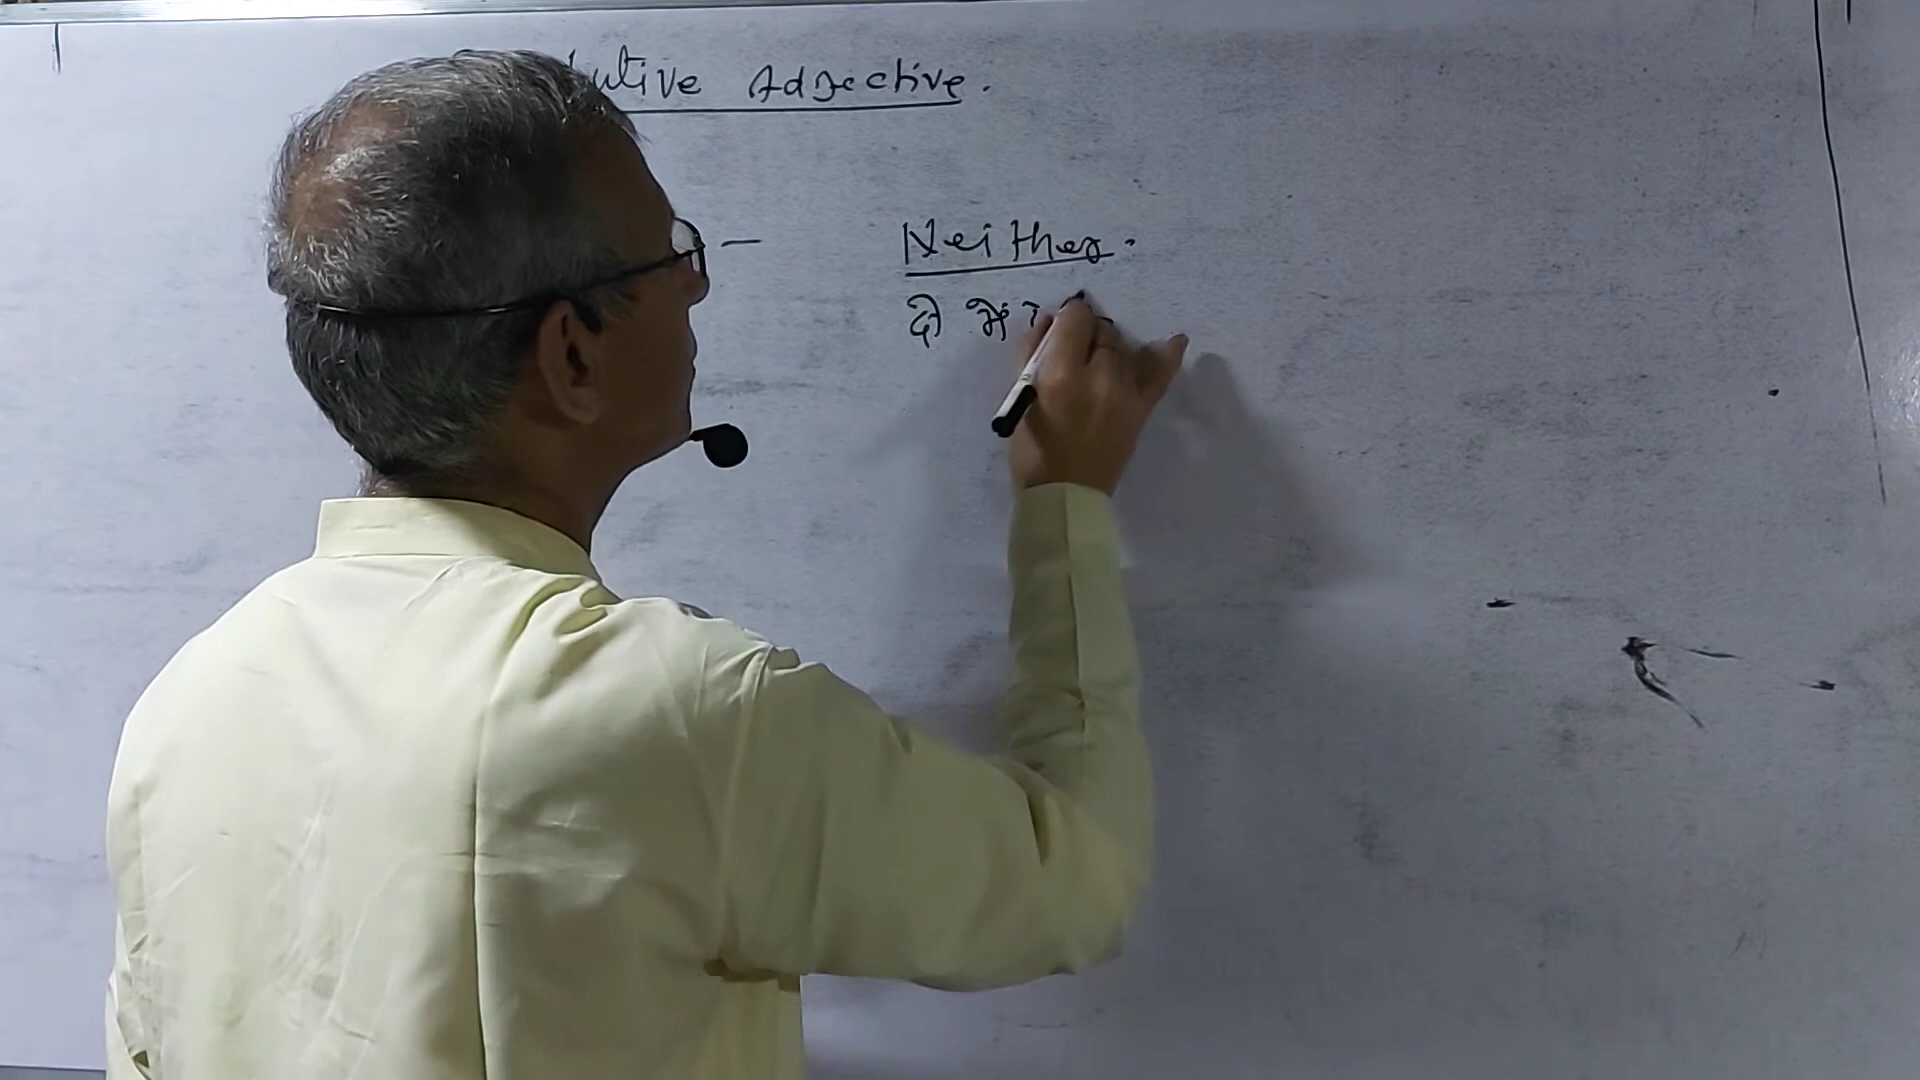 utive Adjective.
— Neither.
दो में